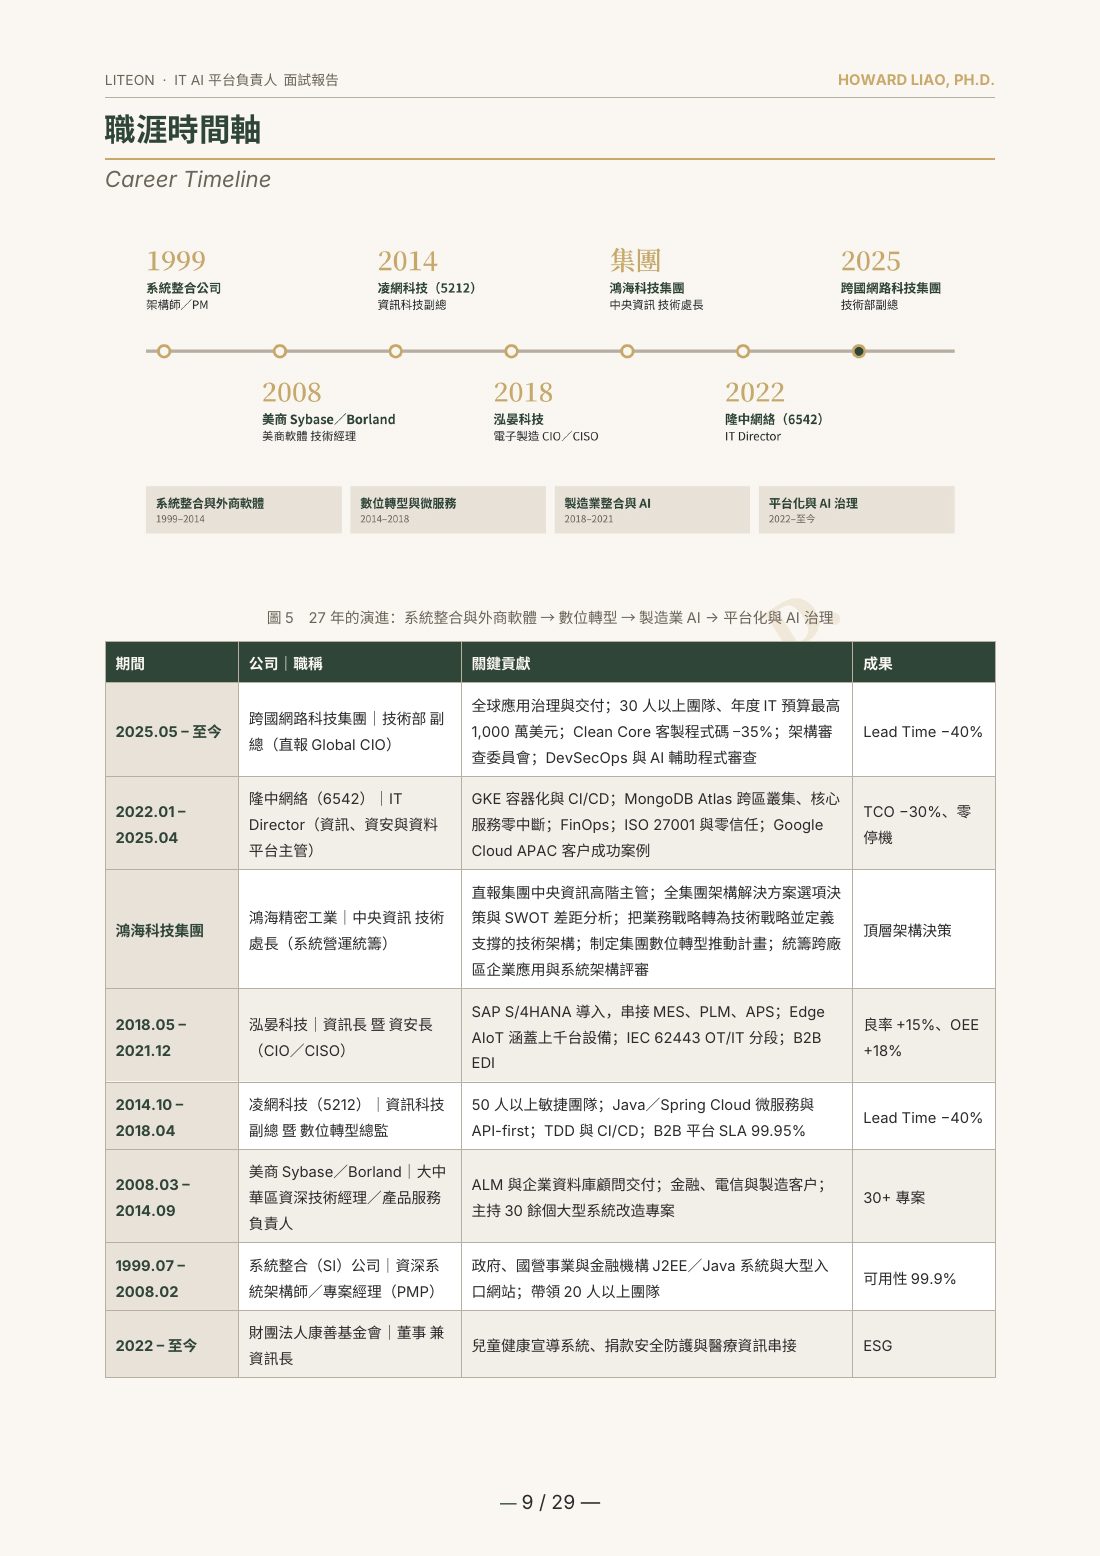 LITEON · IT AI 平台負責人 面試報告
HOWARD LIAO, PH.D.
職涯時間軸
Career Timeline
1999
系統整合公司
架構師／PM
2014
凌網科技（5212）
資訊科技副總
集團
鴻海科技集團
中央資訊 技術處長
2025
跨國網路科技集團
技術部副總
2008
美商 Sybase／Borland
美商軟體 技術經理
2018
泓晏科技
電子製造 CIO／CISO
2022
隆中網絡（6542）
IT Director
系統整合與外商軟體
1999–2014
數位轉型與微服務
2014–2018
製造業整合與 AI
2018–2021
平台化與 AI 治理
2022–至今
圖 5　27 年的演進：系統整合與外商軟體 → 數位轉型 → 製造業 AI → 平台化與 AI 治理
D.
期間
公司｜職稱
關鍵貢獻
成果
2025.05 – 至今
跨國網路科技集團｜技術部 副
總（直報 Global CIO）
全球應用治理與交付；30 人以上團隊、年度 IT 預算最高
1,000 萬美元；Clean Core 客製程式碼 −35%；架構審
查委員會；DevSecOps 與 AI 輔助程式審查
Lead Time −40%
2022.01 –
2025.04
隆中網絡（6542）｜IT
Director（資訊、資安與資料
平台主管）
GKE 容器化與 CI/CD；MongoDB Atlas 跨區叢集、核心
服務零中斷；FinOps；ISO 27001 與零信任；Google
Cloud APAC 客戶成功案例
TCO −30%、零
停機
鴻海科技集團
鴻海精密工業｜中央資訊 技術
處長（系統營運統籌）
直報集團中央資訊高階主管；全集團架構解決方案選項決
策與 SWOT 差距分析；把業務戰略轉為技術戰略並定義
支撐的技術架構；制定集團數位轉型推動計畫；統籌跨廠
區企業應用與系統架構評審
頂層架構決策
2018.05 –
2021.12
泓晏科技｜資訊長 暨 資安長
（CIO／CISO）
SAP S/4HANA 導入，串接 MES、PLM、APS；Edge
AIoT 涵蓋上千台設備；IEC 62443 OT/IT 分段；B2B
EDI
良率 +15%、OEE
+18%
2014.10 –
2018.04
凌網科技（5212）｜資訊科技
副總 暨 數位轉型總監
50 人以上敏捷團隊；Java／Spring Cloud 微服務與
API-first；TDD 與 CI/CD；B2B 平台 SLA 99.95%
Lead Time −40%
2008.03 –
2014.09
美商 Sybase／Borland｜大中
華區資深技術經理／產品服務
負責人
ALM 與企業資料庫顧問交付；金融、電信與製造客戶；
主持 30 餘個大型系統改造專案
30+ 專案
1999.07 –
2008.02
系統整合（SI）公司｜資深系
統架構師／專案經理（PMP）
政府、國營事業與金融機構 J2EE／Java 系統與大型入
口網站；帶領 20 人以上團隊
可用性 99.9%
2022 – 至今
財團法人康善基金會｜董事 兼
資訊長
兒童健康宣導系統、捐款安全防護與醫療資訊串接
ESG
— 9 / 29 —